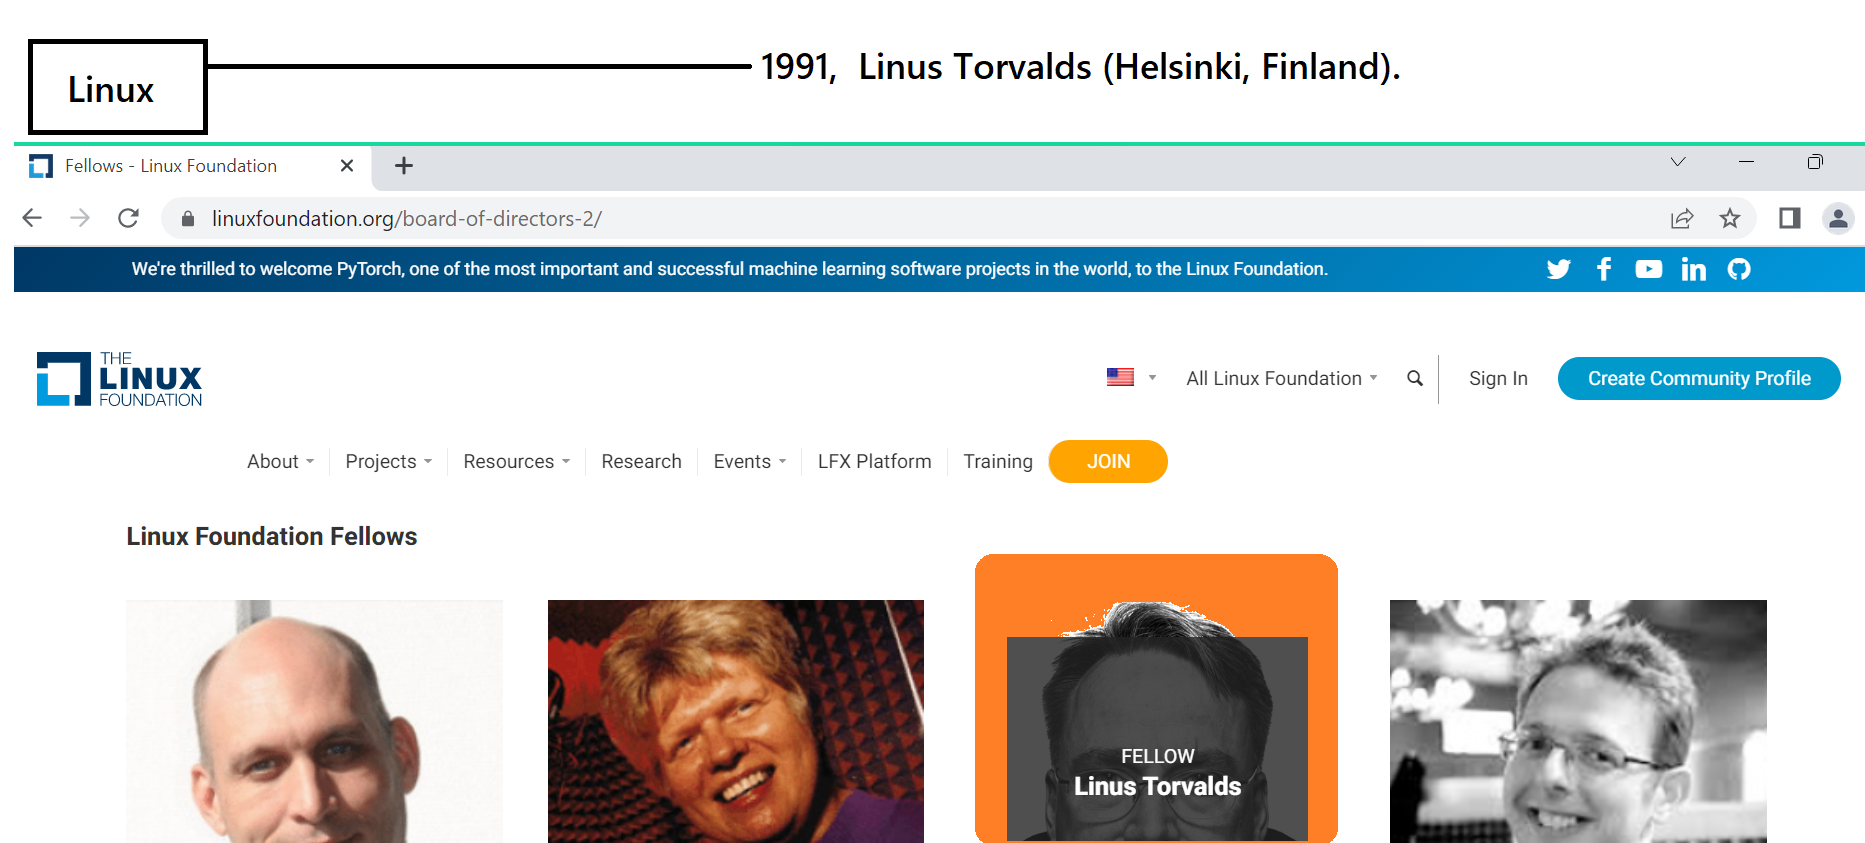 Linux
1991, Linus Torvalds (Helsinki, Finland).
Fellows - Linux Foundation
linuxfoundation.org/board-of-directors-2/
We're thrilled to welcome PyTorch, one of the most important and successful machine learning software projects in the world, to the Linux Foundation.
THE
LINUX
FOUNDATION
All Linux Foundation
Sign In
Create Community Profile
About
Projects
Resources
Research
Events
LFX Platform
Training
JOIN
Linux Foundation Fellows
FELLOW
Linus Torvalds